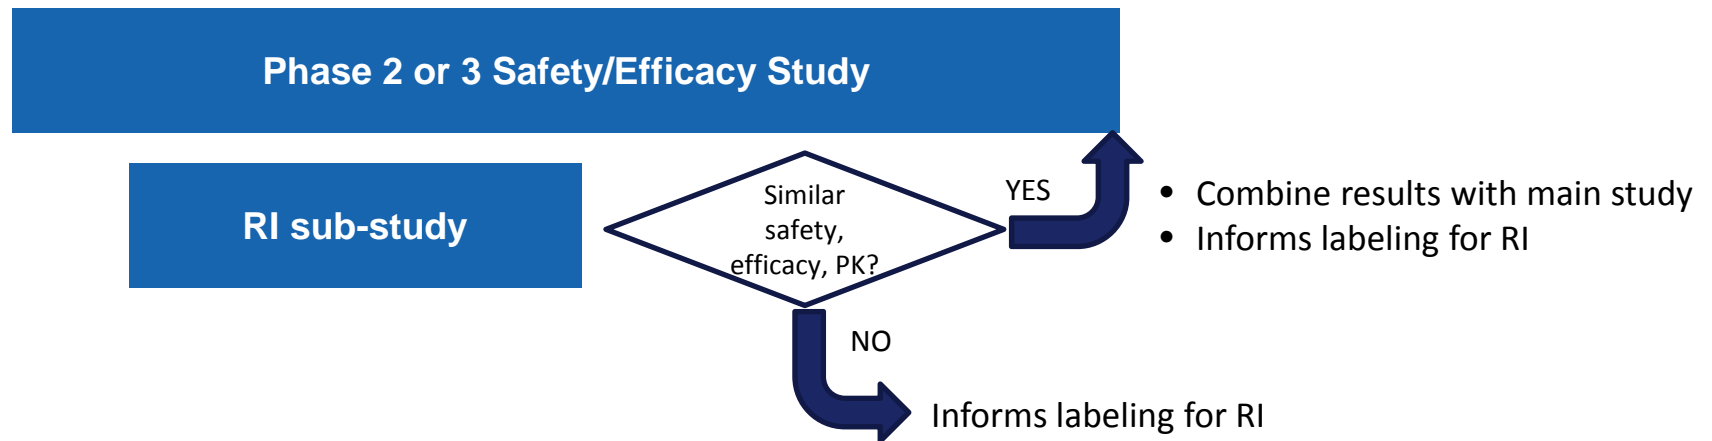 Phase 2 or 3 Safety/Efficacy Study
RI sub-study
Similar
safety,
efficacy, PK?
YES
• Combine results with main study
• Informs labeling for RI
NO
Informs labeling for RI